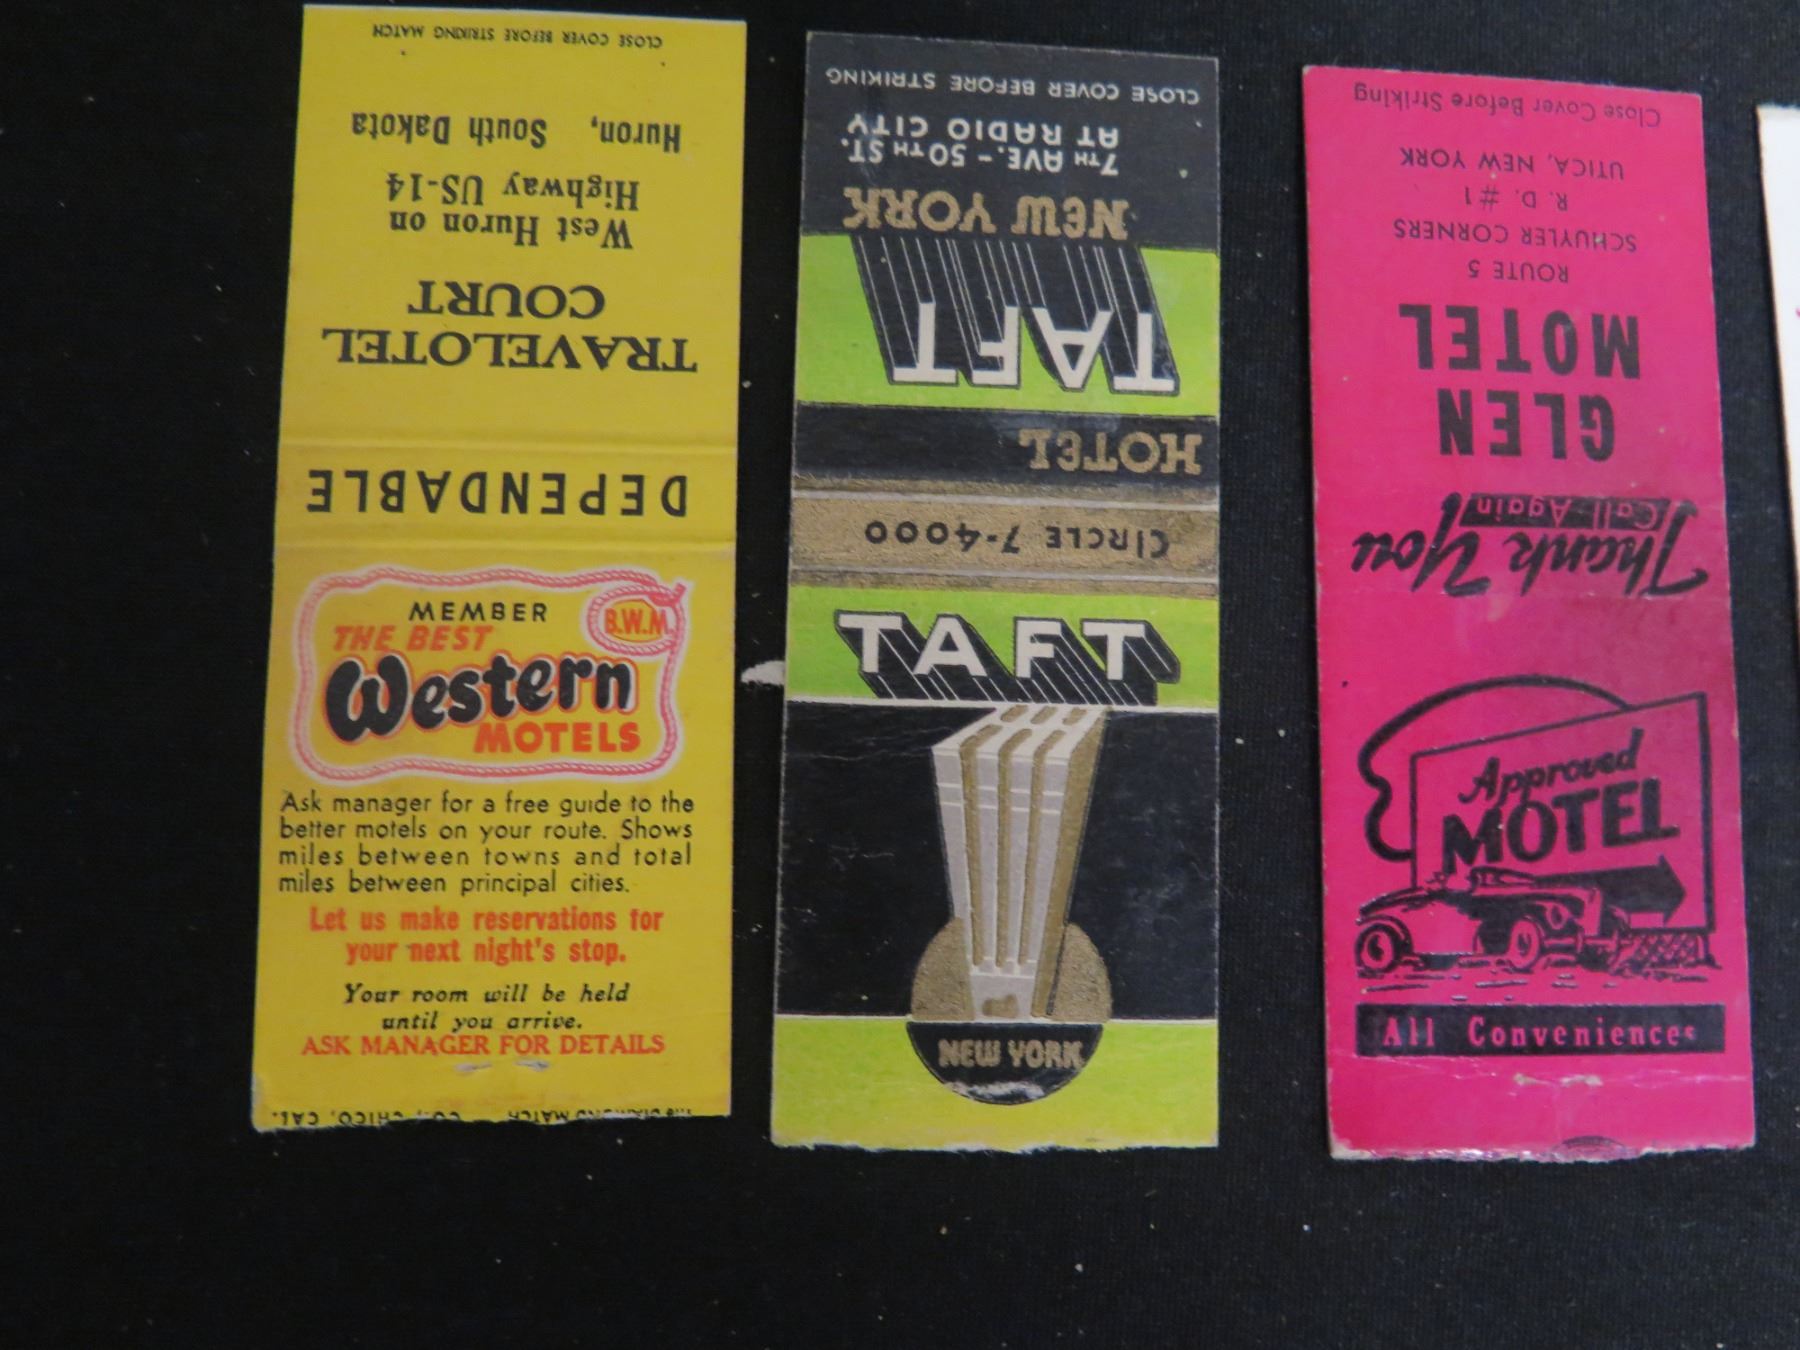 CLOSE COVER BEFORE STRIKING MATCH
Huron, South Dakota
West Huron on
Highway US-14
TRAVELOTEL
COURT
DEPENDABLE
MEMBER
THE BEST
B.W.M.
Western
MOTELS
Ask manager for a free guide to the
better motels on your route. Shows
miles between towns and total
miles between principal cities.
Let us make reservations for
your next night's stop.
Your room will be held
until you arrive.
ASK MANAGER FOR DETAILS
MATCH CO., CHICO, CAL.
CLOSE COVER BEFORE STRIKING
7TH AVE. - 50TH ST.
AT RADIO CITY
NEW YORK
TAFT
HOTEL
CIRCLE 7-4000
TAFT
NEW YORK
Close Cover Before Striking
ROUTE 5
SCHUYLER CORNERS
R. D. #1
UTICA, NEW YORK
GLEN
MOTEL
Thank You
Call Again
Approved
MOTEL
All Conveniences